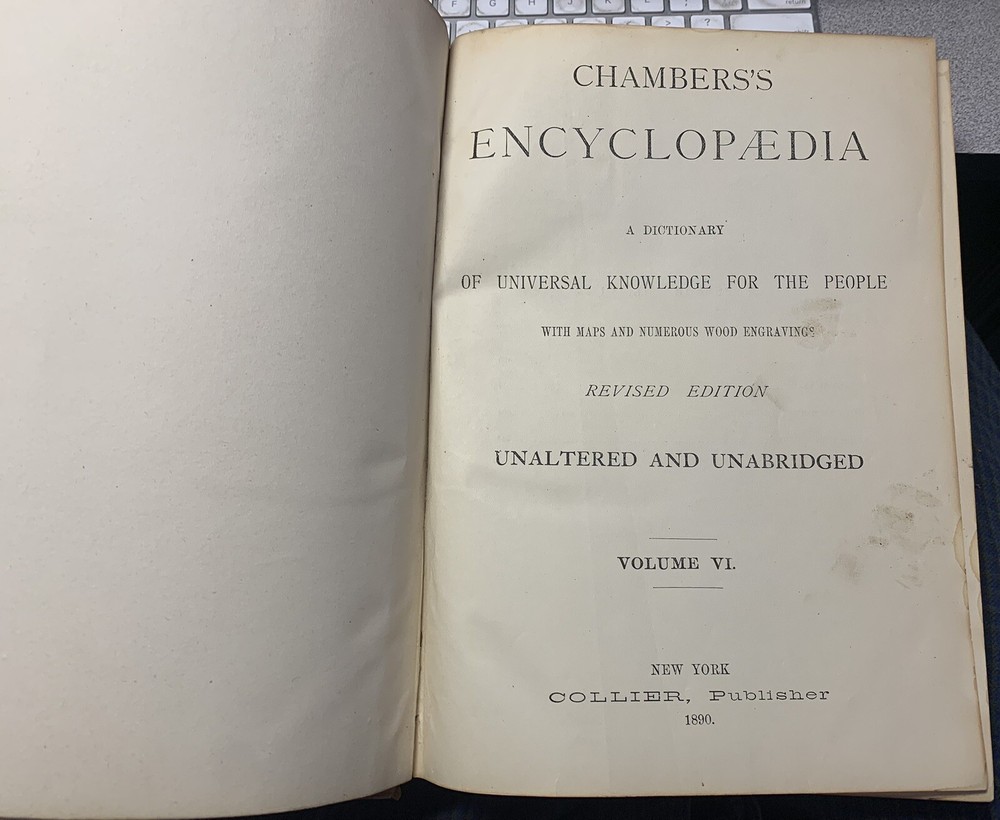 F G H J K L return
> ?
CHAMBERS'S
ENCYCLOPÆDIA
A DICTIONARY
OF UNIVERSAL KNOWLEDGE FOR THE PEOPLE
WITH MAPS AND NUMEROUS WOOD ENGRAVINGS
REVISED EDITION
UNALTERED AND UNABRIDGED
VOLUME VI.
NEW YORK
COLLIER, Publisher
1890.